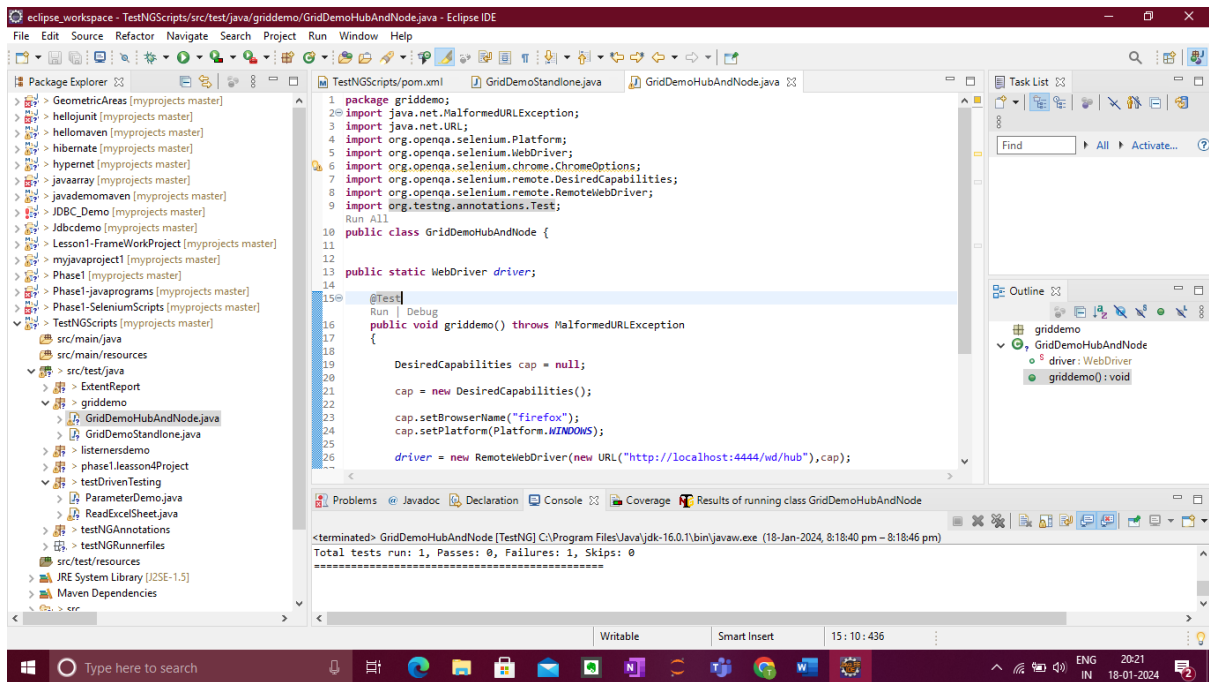 eclipse_workspace - TestNGScripts/src/test/java/griddemo/GridDemoHubAndNode.java - Eclipse IDE
File Edit Source Refactor Navigate Search Project Run Window Help
Package Explorer
> GeometricAreas [myprojects master]
> hellojunit [myprojects master]
> hellomaven [myprojects master]
> hibernate [myprojects master]
> hypernet [myprojects master]
> javaarray [myprojects master]
> javademomaven [myprojects master]
> JDBC_Demo [myprojects master]
> Jdbcdemo [myprojects master]
> Lesson1-FrameWorkProject [myprojects master]
> myjavaproject1 [myprojects master]
> Phase1 [myprojects master]
> Phase1-javaprograms [myprojects master]
> Phase1-SeleniumScripts [myprojects master]
> TestNGScripts [myprojects master]
src/main/java
src/main/resources
> src/test/java
> ExtentReport
> griddemo
GridDemoHubAndNode.java
GridDemoStandlone.java
> listernersdemo
> phase1.leasson4Project
> testDrivenTesting
ParameterDemo.java
ReadExcelSheet.java
> testNGAnnotations
> testNGRunnerfiles
src/test/resources
JRE System Library [J2SE-1.5]
Maven Dependencies
> src
TestNGScripts/pom.xml GridDemoStandlone.java GridDemoHubAndNode.java
1 package griddemo;
2 import java.net.MalformedURLException;
3 import java.net.URL;
4 import org.openqa.selenium.Platform;
5 import org.openqa.selenium.WebDriver;
6 import org.openqa.selenium.chrome.ChromeOptions;
7 import org.openqa.selenium.remote.DesiredCapabilities;
8 import org.openqa.selenium.remote.RemoteWebDriver;
9 import org.testng.annotations.Test;
Run All
10 public class GridDemoHubAndNode {
11
12
13 public static WebDriver driver;
14
15 @Test
Run | Debug
16 public void griddemo() throws MalformedURLException
17 {
18
19 DesiredCapabilities cap = null;
20
21 cap = new DesiredCapabilities();
22
23 cap.setBrowserName("firefox");
24 cap.setPlatform(Platform.WINDOWS);
25
26 driver = new RemoteWebDriver(new URL("http://localhost:4444/wd/hub"),cap);
Task List
Find All Activate...
Outline
griddemo
GridDemoHubAndNode
driver : WebDriver
griddemo() : void
Problems @ Javadoc Declaration Console Coverage Results of running class GridDemoHubAndNode
<terminated> GridDemoHubAndNode [TestNG] C:\Program Files\Java\jdk-16.0.1\bin\javaw.exe (18-Jan-2024, 8:18:40 pm – 8:18:46 pm)
Total tests run: 1, Passes: 0, Failures: 1, Skips: 0
===============================================
Writable Smart Insert 15 : 10 : 436
Type here to search
ENG
IN
20:21
18-01-2024
2